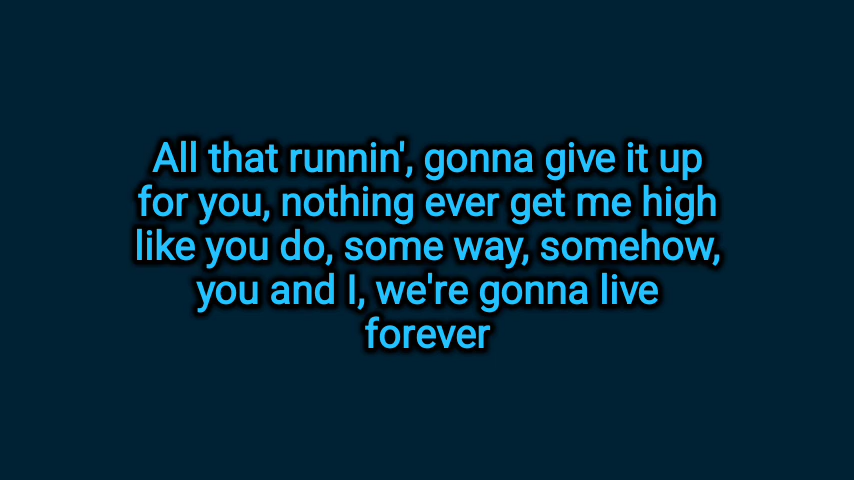 All that runnin', gonna give it up
for you, nothing ever get me high
like you do, some way, somehow,
you and I, we're gonna live
forever